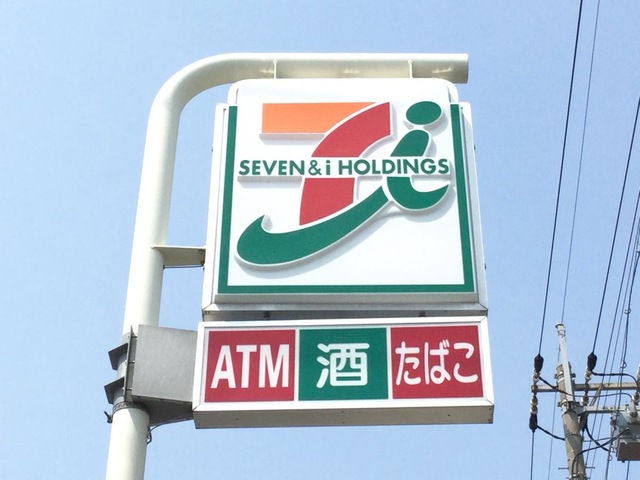 SEVEN & i HOLDINGS
ATM 酒 たばこ